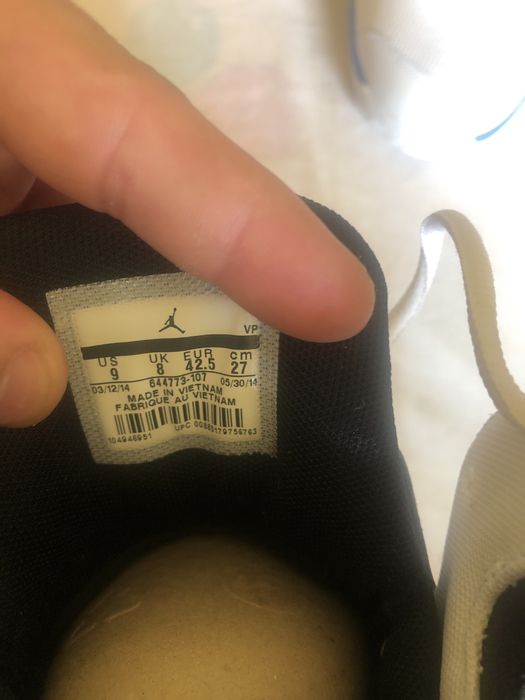 VP
US UK EUR cm
9 8 42.5 27
03/12/14 644773-107 05/30/14
MADE IN VIETNAM
FABRIQUE AU VIETNAM
104946951 UPC 00883179756763